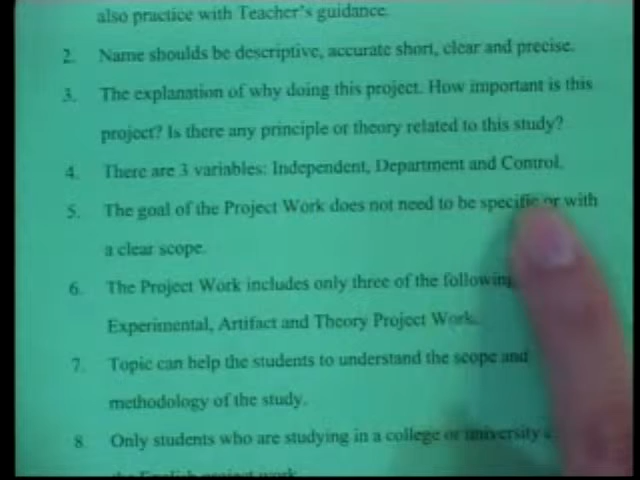 also practice with Teacher's guidance.
2. Name shoulds be descriptive, accurate short, clear and precise.
3. The explanation of why doing this project. How important is this
project? Is there any principle or theory related to this study?
4. There are 3 variables: Independent, Department and Control.
5. The goal of the Project Work does not need to be specific or with
a clear scope.
6. The Project Work includes only three of the following
Experimental, Artifact and Theory Project Work.
7. Topic can help the students to understand the scope and
methodology of the study.
8. Only students who are studying in a college or university
the English project work